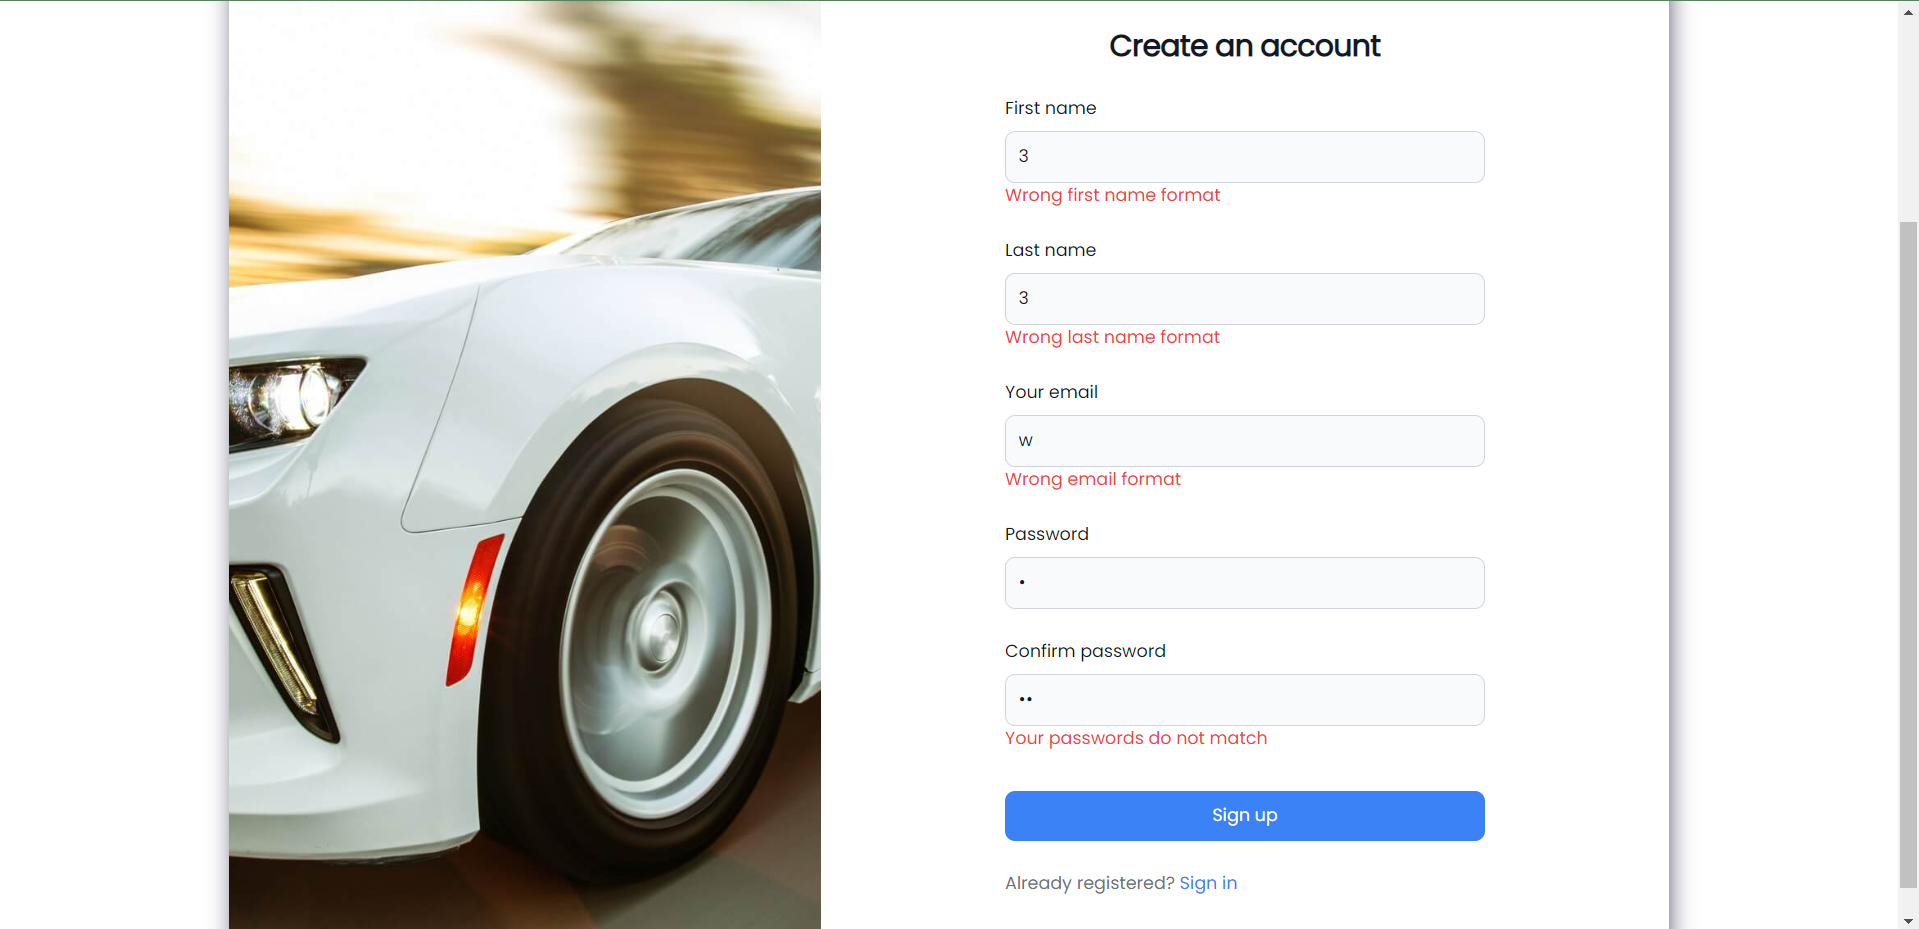 Create an account
First name
3
Wrong first name format
Last name
3
Wrong last name format
Your email
w
Wrong email format
Password
•
Confirm password
••
Your passwords do not match
Sign up
Already registered? Sign in